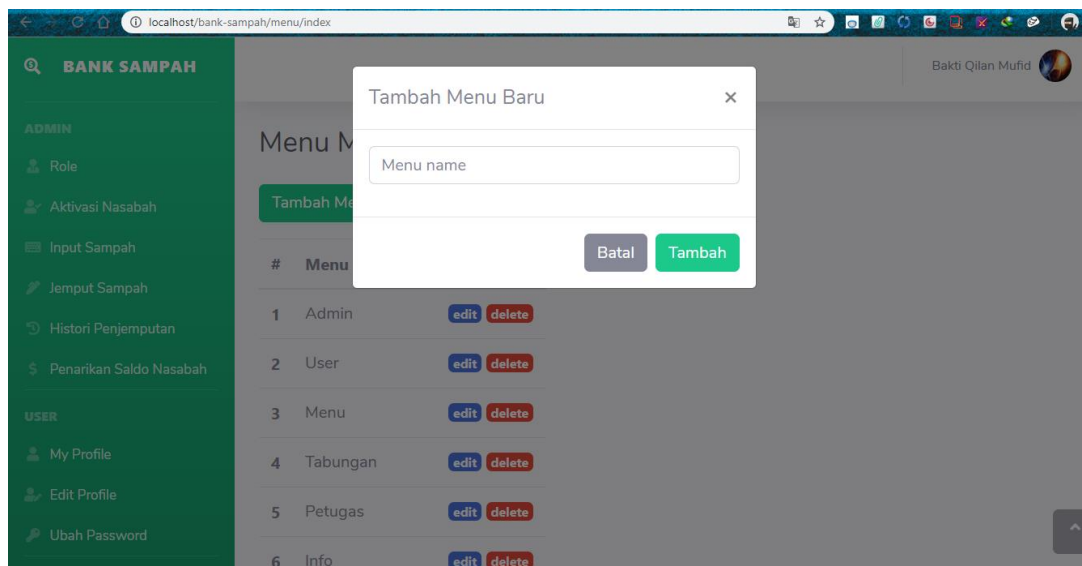 localhost/bank-sampah/menu/index
BANK SAMPAH
Bakti Qilan Mufid
ADMIN
Role
Aktivasi Nasabah
Input Sampah
Jemput Sampah
Histori Penjemputan
Penarikan Saldo Nasabah
USER
My Profile
Edit Profile
Ubah Password
Tambah Menu Baru
×
Menu name
Batal
Tambah
Menu M
Tambah Me
# Menu
1 Admin edit delete
2 User edit delete
3 Menu edit delete
4 Tabungan edit delete
5 Petugas edit delete
6 Info edit delete